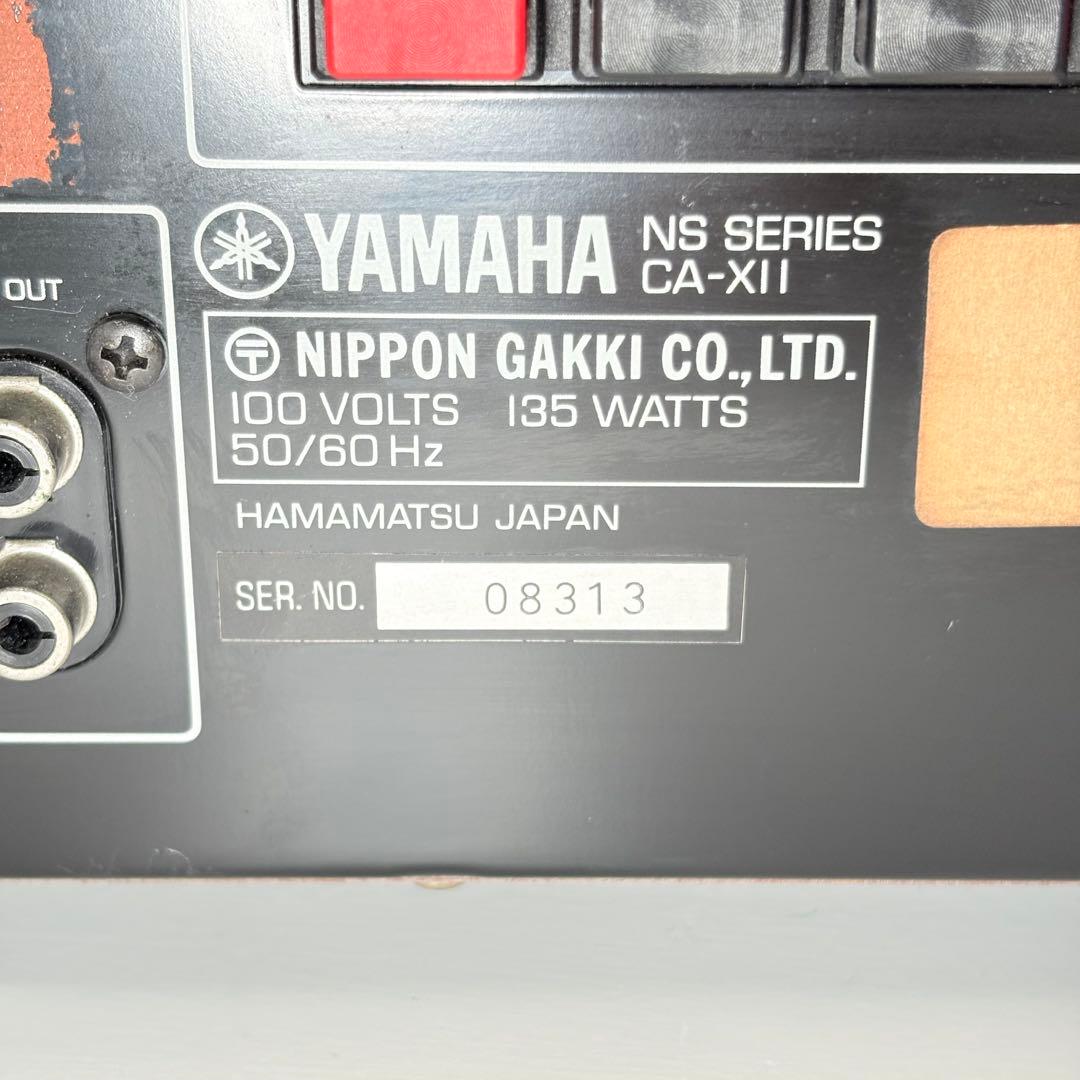 OUT
YAMAHA NS SERIES
CA-X11
〒 NIPPON GAKKI CO., LTD.
100 VOLTS 135 WATTS
50/60 Hz
HAMAMATSU JAPAN
SER. NO. 08313